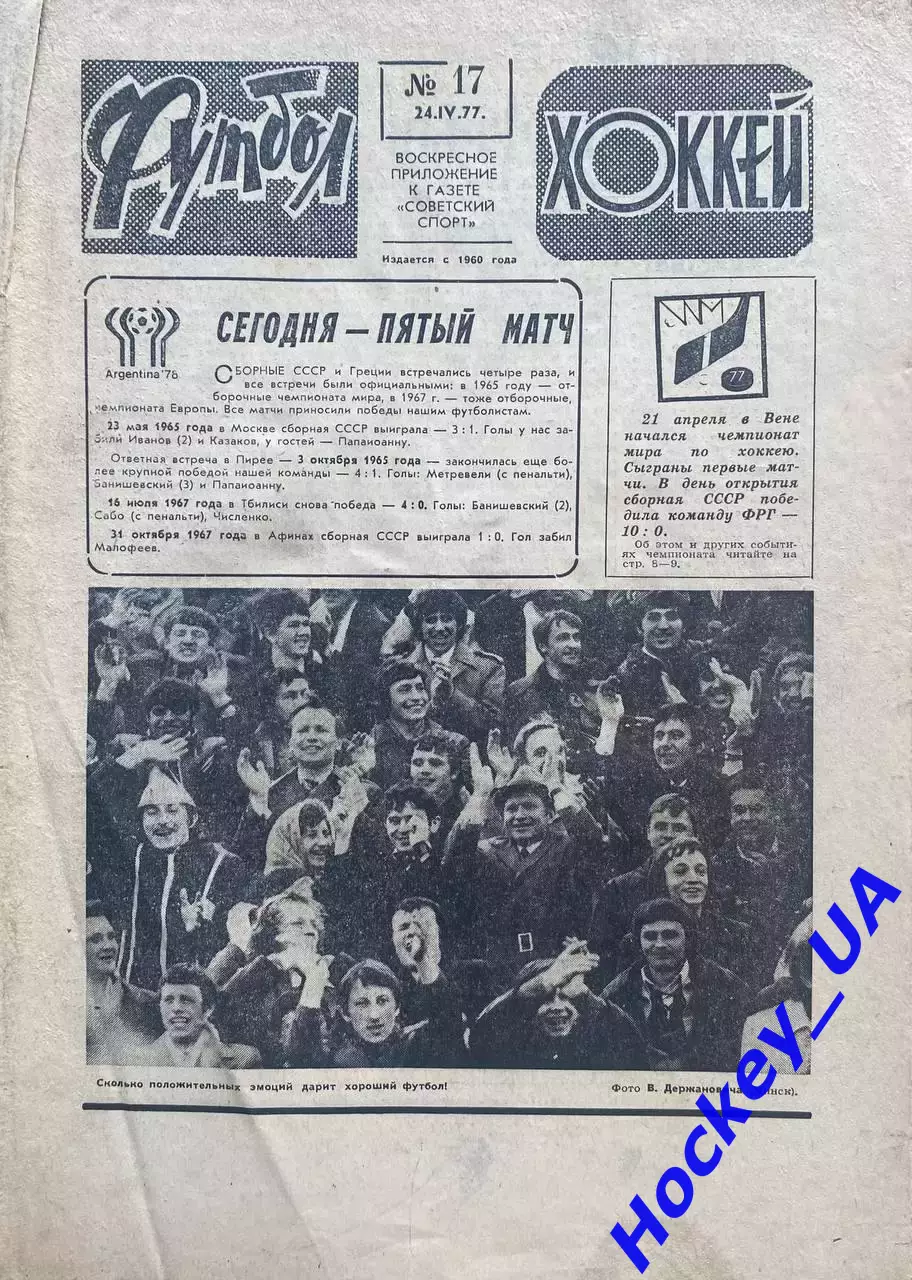 Футбол
№ 17
24.IV.77.
ХОККЕЙ
ВОСКРЕСНОЕ
ПРИЛОЖЕНИЕ
К ГАЗЕТЕ
«СОВЕТСКИЙ
СПОРТ»
Издается с 1960 года
Argentina'78
СЕГОДНЯ — ПЯТЫЙ МАТЧ
СБОРНЫЕ СССР и Греции встречались четыре раза, и
все встречи были официальными: в 1965 году — от-
борочные чемпионата мира, в 1967 г. — тоже отборочные,
чемпионата Европы. Все матчи приносили победы нашим футболистам.
23 мая 1965 года в Москве сборная СССР выиграла — 3:1. Голы у нас за-
били Иванов (2) и Казаков, у гостей — Папаиоанну.
Ответная встреча в Пирее — 3 октября 1965 года — закончилась еще бо-
лее крупной победой нашей команды — 4:1. Голы: Метревели (с пенальти),
Банишевский (3) и Папаиоанну.
16 июля 1967 года в Тбилиси снова победа — 4:0. Голы: Банишевский (2),
Сабо (с пенальти), Численко.
31 октября 1967 года в Афинах сборная СССР выиграла 1:0. Гол забил
Малофеев.
WM
77
21 апреля в Вене
начался чемпионат
мира по хоккею.
Сыграны первые мат-
чи. В день открытия
сборная СССР побе-
дила команду ФРГ —
10:0.
Об этом и других событи-
ях чемпионата читайте на
стр. 8—9.
Сколько положительных эмоций дарит хороший футбол!
Фото В. Держанов ча инск).
Hockey_UA